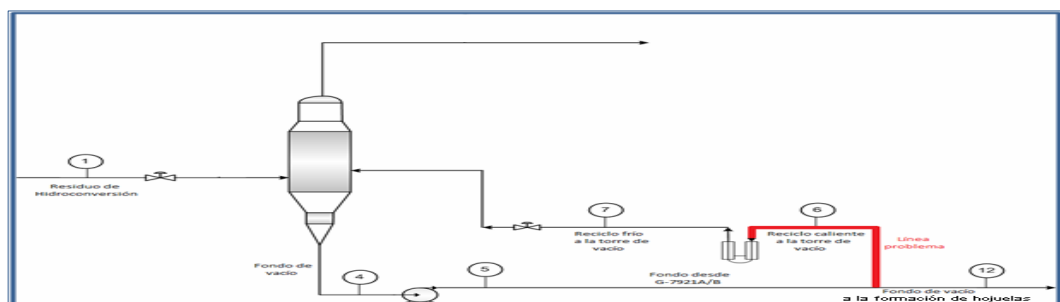 1
Residuo de
Hidroconversión
7
Reciclo frío
a la torre de
vacío
6
Reciclo caliente
a la torre de
vacío
Línea
problema
Fondo de
vacío
4
5
Fondo desde
G-7921A/B
12
Fondo de vacío
a la formación de hojuelas